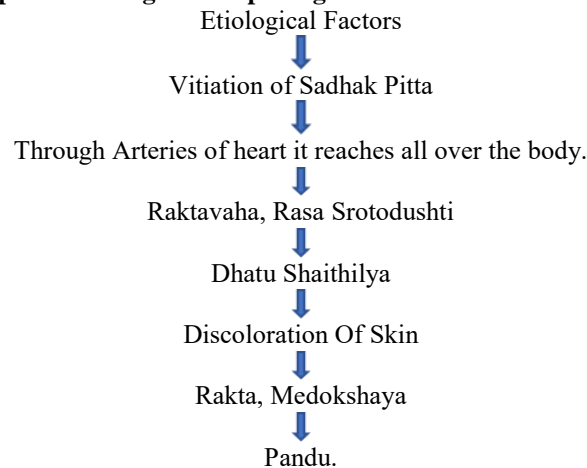 Etiological Factors
Vitiation of Sadhak Pitta
Through Arteries of heart it reaches all over the body.
Raktavaha, Rasa Srotodushti
Dhatu Shaithilya
Discoloration Of Skin
Rakta, Medokshaya
Pandu.